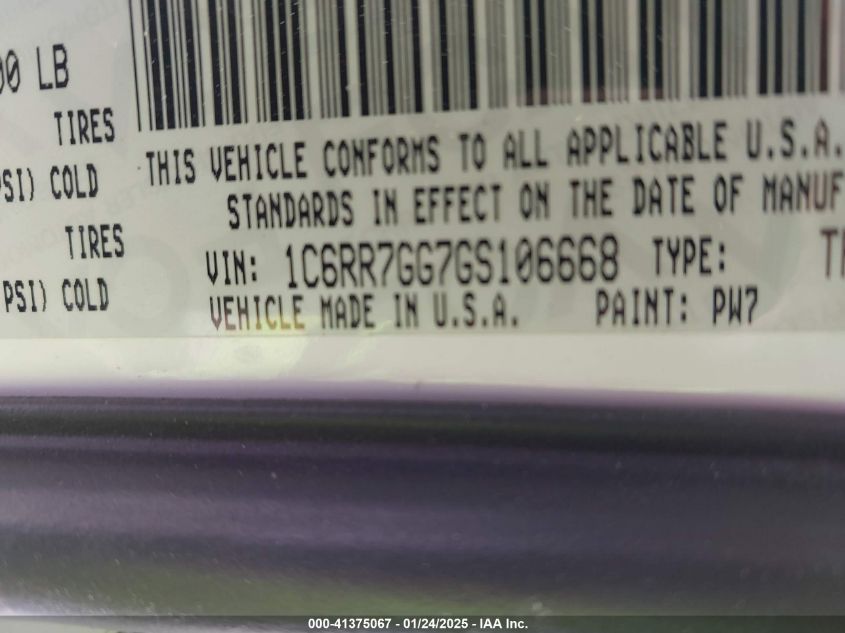 00 LB
TIRES
PSI) COLD
TIRES
PSI) COLD
THIS VEHICLE CONFORMS TO ALL APPLICABLE U.S.A.
STANDARDS IN EFFECT ON THE DATE OF MANUF
VIN: 1C6RR7GG7GS106668 TYPE:
VEHICLE MADE IN U.S.A. PAINT: PW7
000-41375067 - 01/24/2025 - IAA Inc.